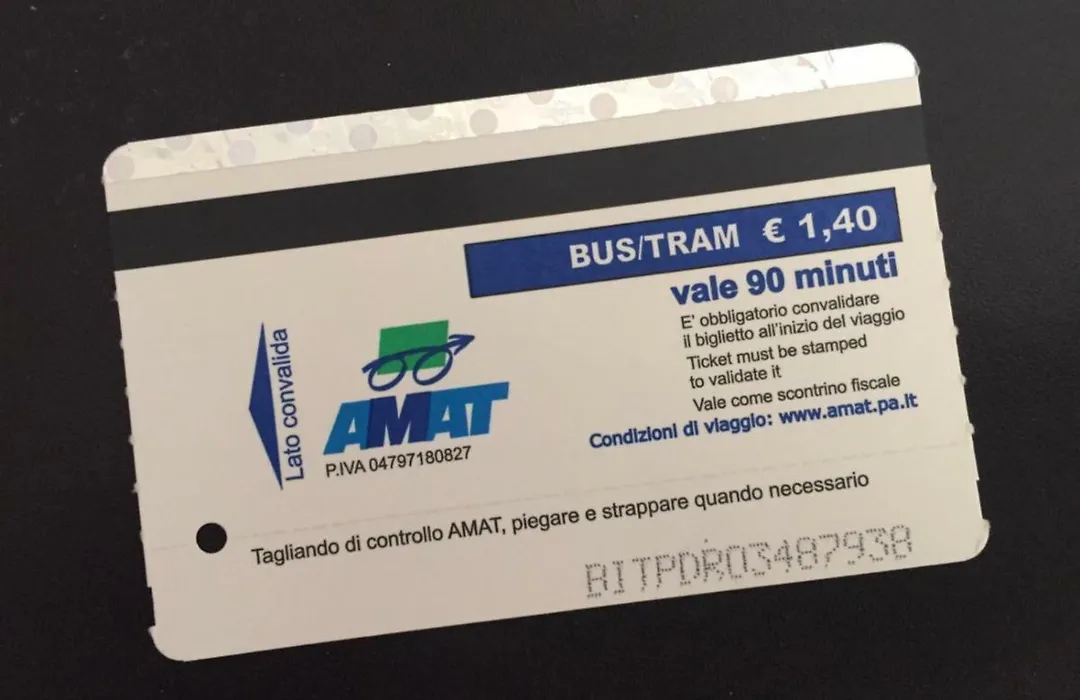 BUS/TRAM € 1,40
vale 90 minuti
E' obbligatorio convalidare
il biglietto all'inizio del viaggio
Ticket must be stamped
to validate it
Vale come scontrino fiscale
Condizioni di viaggio: www.amat.pa.it
Lato convalida
AMAT
P.IVA 04797180827
Tagliando di controllo AMAT, piegare e strappare quando necessario
BITPDR03487938